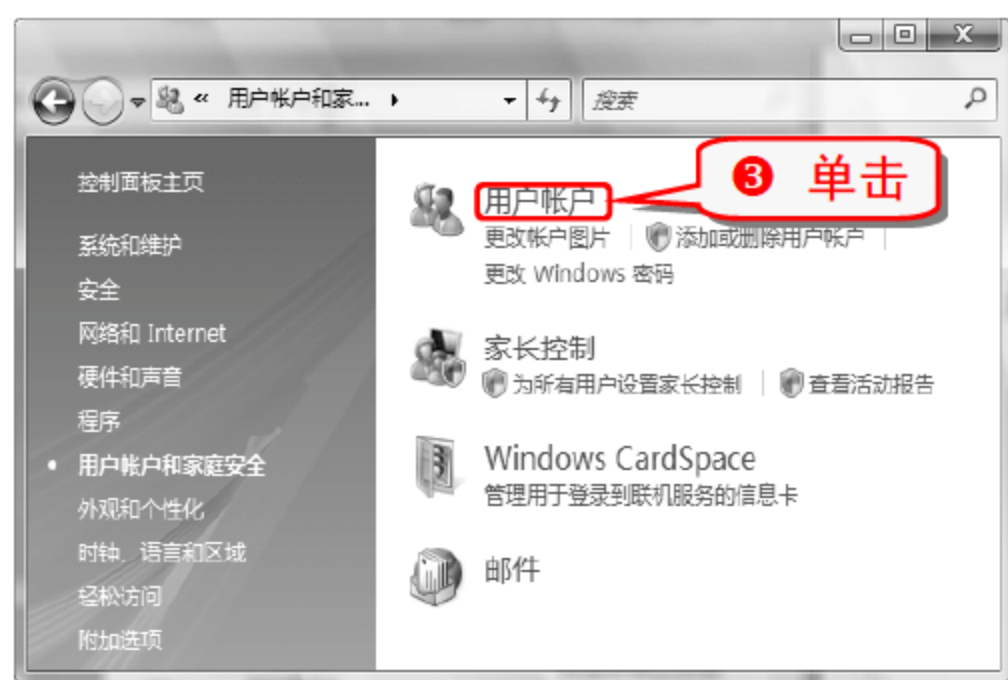 « 用户帐户和家... 搜索
控制面板主页
系统和维护
安全
网络和 Internet
硬件和声音
程序
• 用户帐户和家庭安全
外观和个性化
时钟、语言和区域
轻松访问
附加选项
❸ 单击
用户帐户
更改帐户图片 添加或删除用户帐户
更改 Windows 密码
家长控制
为所有用户设置家长控制 查看活动报告
Windows CardSpace
管理用于登录到联机服务的信息卡
邮件